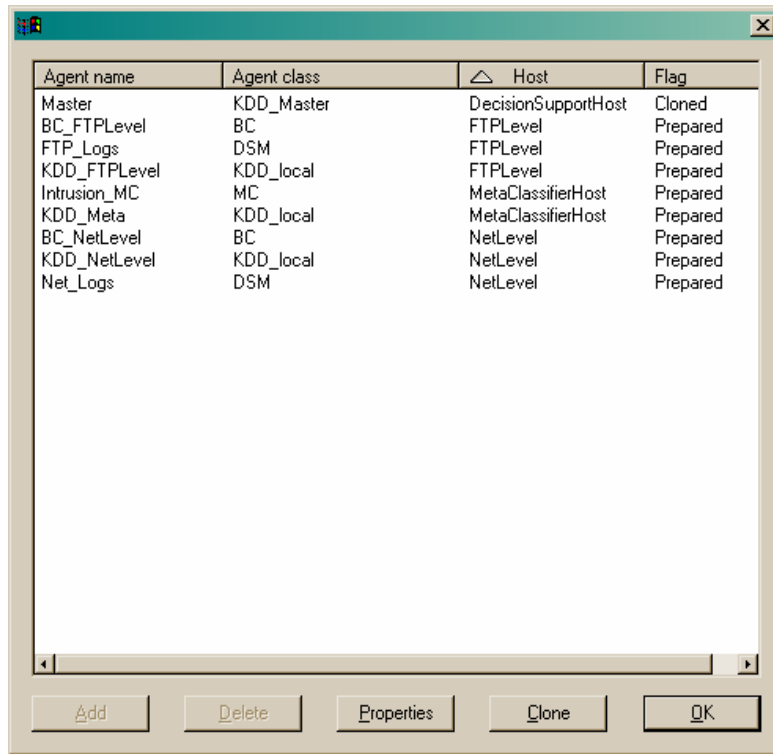 Agent name Agent class Host Flag
Master KDD_Master DecisionSupportHost Cloned
BC_FTPLevel BC FTPLevel Prepared
FTP_Logs DSM FTPLevel Prepared
KDD_FTPLevel KDD_local FTPLevel Prepared
Intrusion_MC MC MetaClassifierHost Prepared
KDD_Meta KDD_local MetaClassifierHost Prepared
BC_NetLevel BC NetLevel Prepared
KDD_NetLevel KDD_local NetLevel Prepared
Net_Logs DSM NetLevel Prepared
Add Delete Properties Clone OK